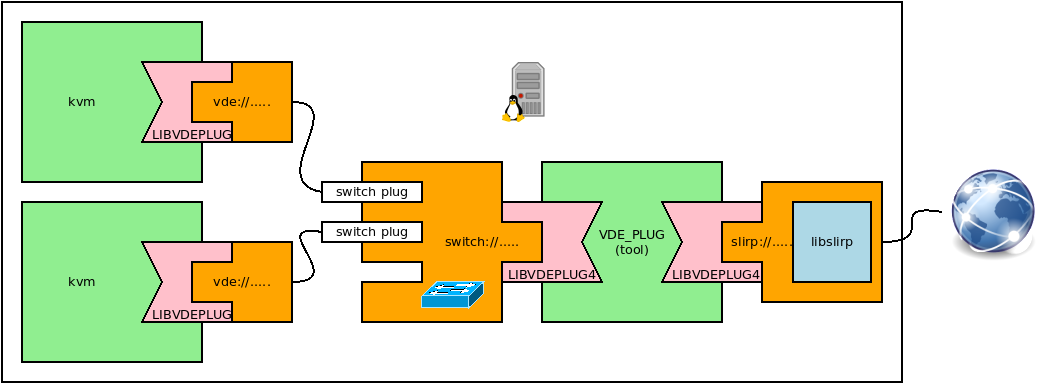 kvm
vde://.....
LIBVDEPLUG
switch plug
switch plug
kvm
vde://.....
LIBVDEPLUG
switch://.....
LIBVDEPLUG4
VDE_PLUG
(tool)
LIBVDEPLUG4
slirp://.....
libslirp